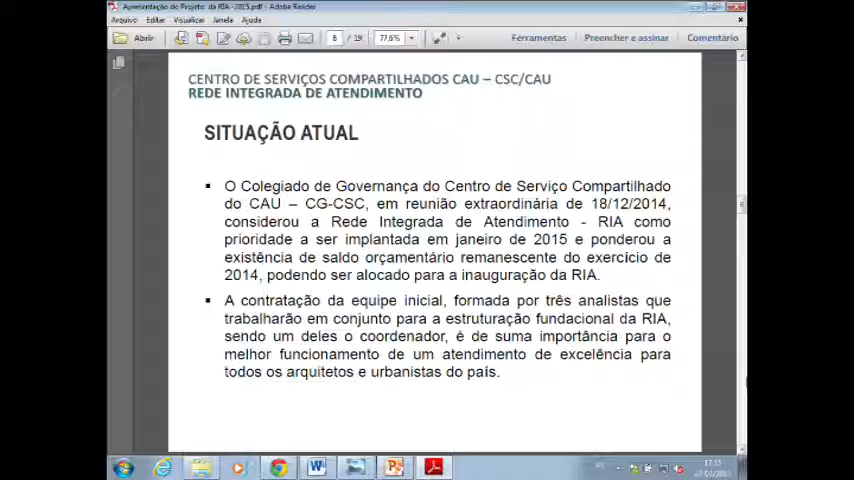 Apresentação do Projeto da RIA -2015.pdf - Adobe Reader
Arquivo Editar Visualizar Janela Ajuda
Abrir 8 / 19 77,6% Ferramentas Preencher e assinar Comentário
CENTRO DE SERVIÇOS COMPARTILHADOS CAU – CSC/CAU
REDE INTEGRADA DE ATENDIMENTO
SITUAÇÃO ATUAL
▪ O Colegiado de Governança do Centro de Serviço Compartilhado
do CAU – CG-CSC, em reunião extraordinária de 18/12/2014,
considerou a Rede Integrada de Atendimento - RIA como
prioridade a ser implantada em janeiro de 2015 e ponderou a
existência de saldo orçamentário remanescente do exercício de
2014, podendo ser alocado para a inauguração da RIA.
▪ A contratação da equipe inicial, formada por três analistas que
trabalharão em conjunto para a estruturação fundacional da RIA,
sendo um deles o coordenador, é de suma importância para o
melhor funcionamento de um atendimento de excelência para
todos os arquitetos e urbanistas do país.